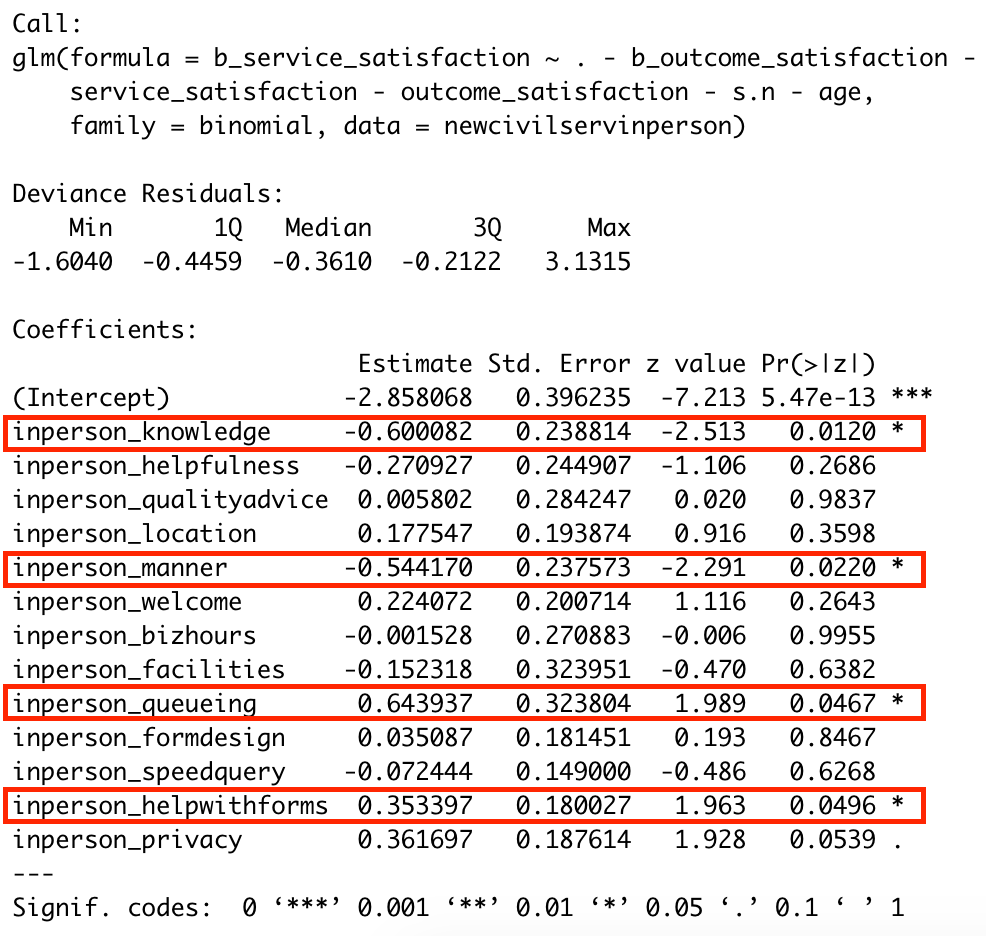 Call:
glm(formula = b_service_satisfaction ~ . - b_outcome_satisfaction -
    service_satisfaction - outcome_satisfaction - s.n - age,
    family = binomial, data = newcivilservinperson)

Deviance Residuals:
    Min       1Q   Median       3Q      Max
-1.6040  -0.4459  -0.3610  -0.2122   3.1315

Coefficients:
                        Estimate Std. Error z value Pr(>|z|)
(Intercept)            -2.858068   0.396235  -7.213 5.47e-13 ***
inperson_knowledge     -0.600082   0.238814  -2.513   0.0120 *
inperson_helpfulness   -0.270927   0.244907  -1.106   0.2686
inperson_qualityadvice  0.005802   0.284247   0.020   0.9837
inperson_location       0.177547   0.193874   0.916   0.3598
inperson_manner        -0.544170   0.237573  -2.291   0.0220 *
inperson_welcome        0.224072   0.200714   1.116   0.2643
inperson_bizhours      -0.001528   0.270883  -0.006   0.9955
inperson_facilities    -0.152318   0.323951  -0.470   0.6382
inperson_queueing       0.643937   0.323804   1.989   0.0467 *
inperson_formdesign     0.035087   0.181451   0.193   0.8467
inperson_speedquery    -0.072444   0.149000  -0.486   0.6268
inperson_helpwithforms  0.353397   0.180027   1.963   0.0496 *
inperson_privacy        0.361697   0.187614   1.928   0.0539 .
---
Signif. codes:  0 ‘***’ 0.001 ‘**’ 0.01 ‘*’ 0.05 ‘.’ 0.1 ‘ ’ 1